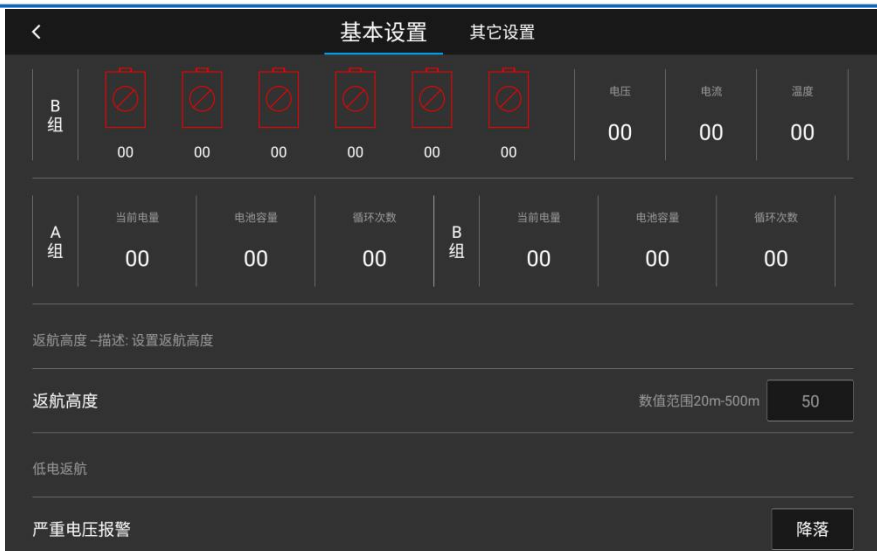 基本设置 其它设置
B组 00 00 00 00 00 00 电压 00 电流 00 温度 00
A组 当前电量 00 电池容量 00 循环次数 00 B组 当前电量 00 电池容量 00 循环次数 00
返航高度 –描述: 设置返航高度
返航高度 数值范围20m-500m 50
低电返航
严重电压报警 降落